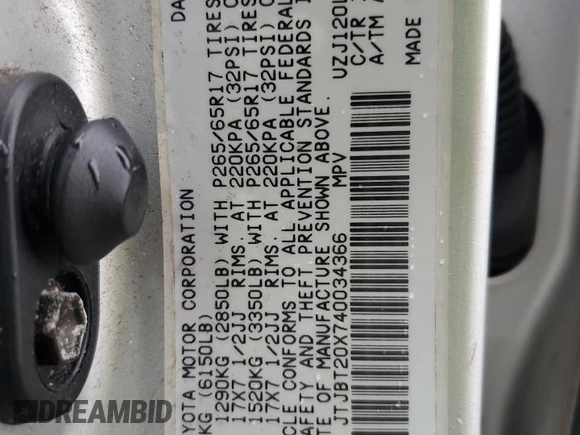 YOTA MOTOR CORPORATION DA
KG (6150LB)
1290KG (2850LB) WITH P265/65R17 TIRES
17X7 1/2JJ RIMS. AT 220KPA (32PSI) C
1520KG (3350LB) WITH P265/65R17 TIRES
17X7 1/2JJ RIMS. AT 220KPA (32PSI) C
CLE CONFORMS TO ALL APPLICABLE FEDERAL
AFETY AND THEFT PREVENTION STANDARDS I
TE OF MANUFACTURE SHOWN ABOVE.
JTJBT20X740034366 MPV
UZJ120L
C/TR
A/TM
MADE
DREAMBID